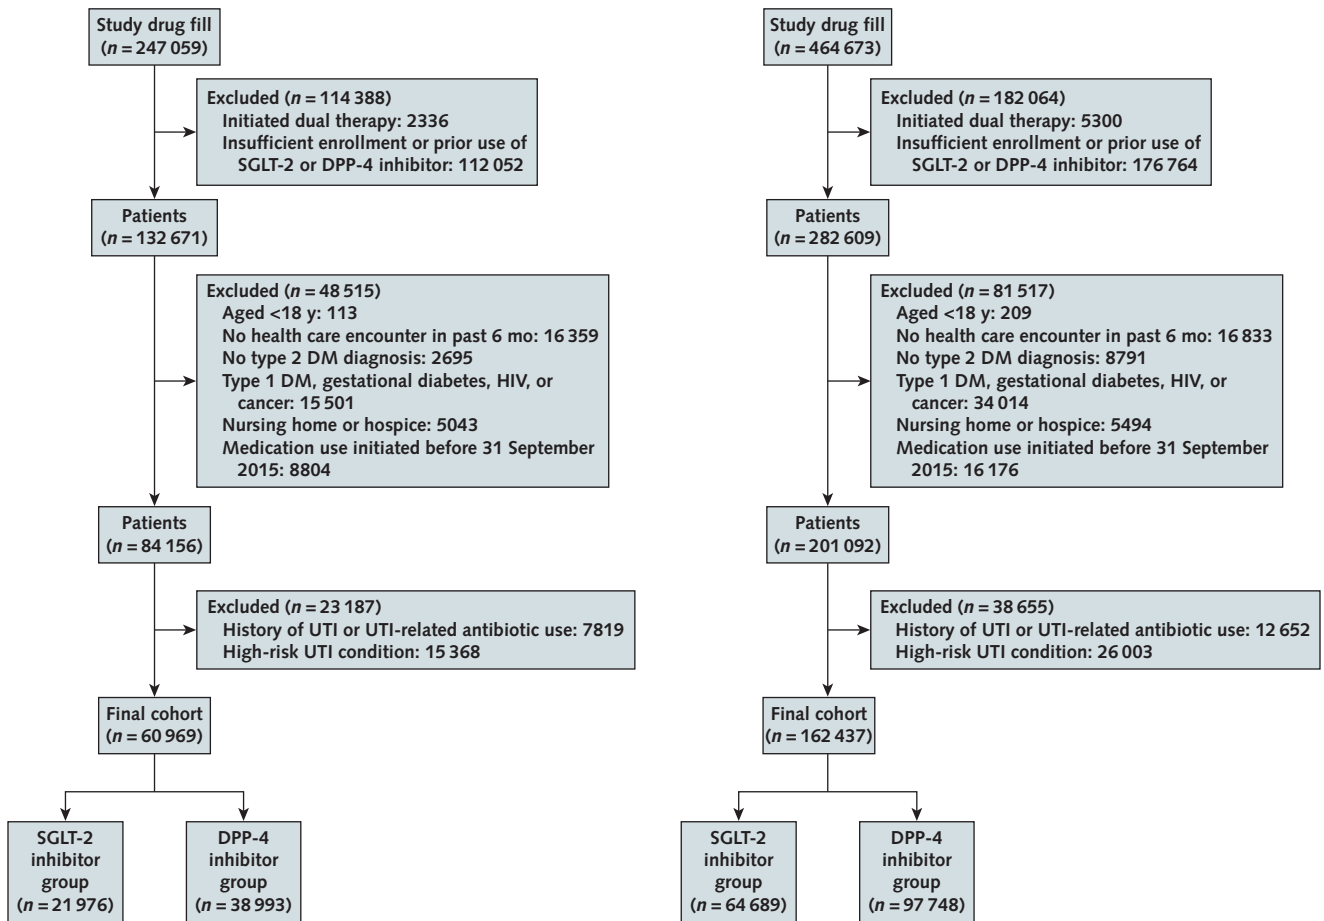 Study drug fill
(n = 247 059)
Excluded (n = 114 388)
Initiated dual therapy: 2336
Insufficient enrollment or prior use of
SGLT-2 or DPP-4 inhibitor: 112 052
Patients
(n = 132 671)
Excluded (n = 48 515)
Aged <18 y: 113
No health care encounter in past 6 mo: 16 359
No type 2 DM diagnosis: 2695
Type 1 DM, gestational diabetes, HIV, or
cancer: 15 501
Nursing home or hospice: 5043
Medication use initiated before 31 September
2015: 8804
Patients
(n = 84 156)
Excluded (n = 23 187)
History of UTI or UTI-related antibiotic use: 7819
High-risk UTI condition: 15 368
Final cohort
(n = 60 969)
SGLT-2
inhibitor
group
(n = 21 976)
DPP-4
inhibitor
group
(n = 38 993)
Study drug fill
(n = 464 673)
Excluded (n = 182 064)
Initiated dual therapy: 5300
Insufficient enrollment or prior use of
SGLT-2 or DPP-4 inhibitor: 176 764
Patients
(n = 282 609)
Excluded (n = 81 517)
Aged <18 y: 209
No health care encounter in past 6 mo: 16 833
No type 2 DM diagnosis: 8791
Type 1 DM, gestational diabetes, HIV, or
cancer: 34 014
Nursing home or hospice: 5494
Medication use initiated before 31 September
2015: 16 176
Patients
(n = 201 092)
Excluded (n = 38 655)
History of UTI or UTI-related antibiotic use: 12 652
High-risk UTI condition: 26 003
Final cohort
(n = 162 437)
SGLT-2
inhibitor
group
(n = 64 689)
DPP-4
inhibitor
group
(n = 97 748)